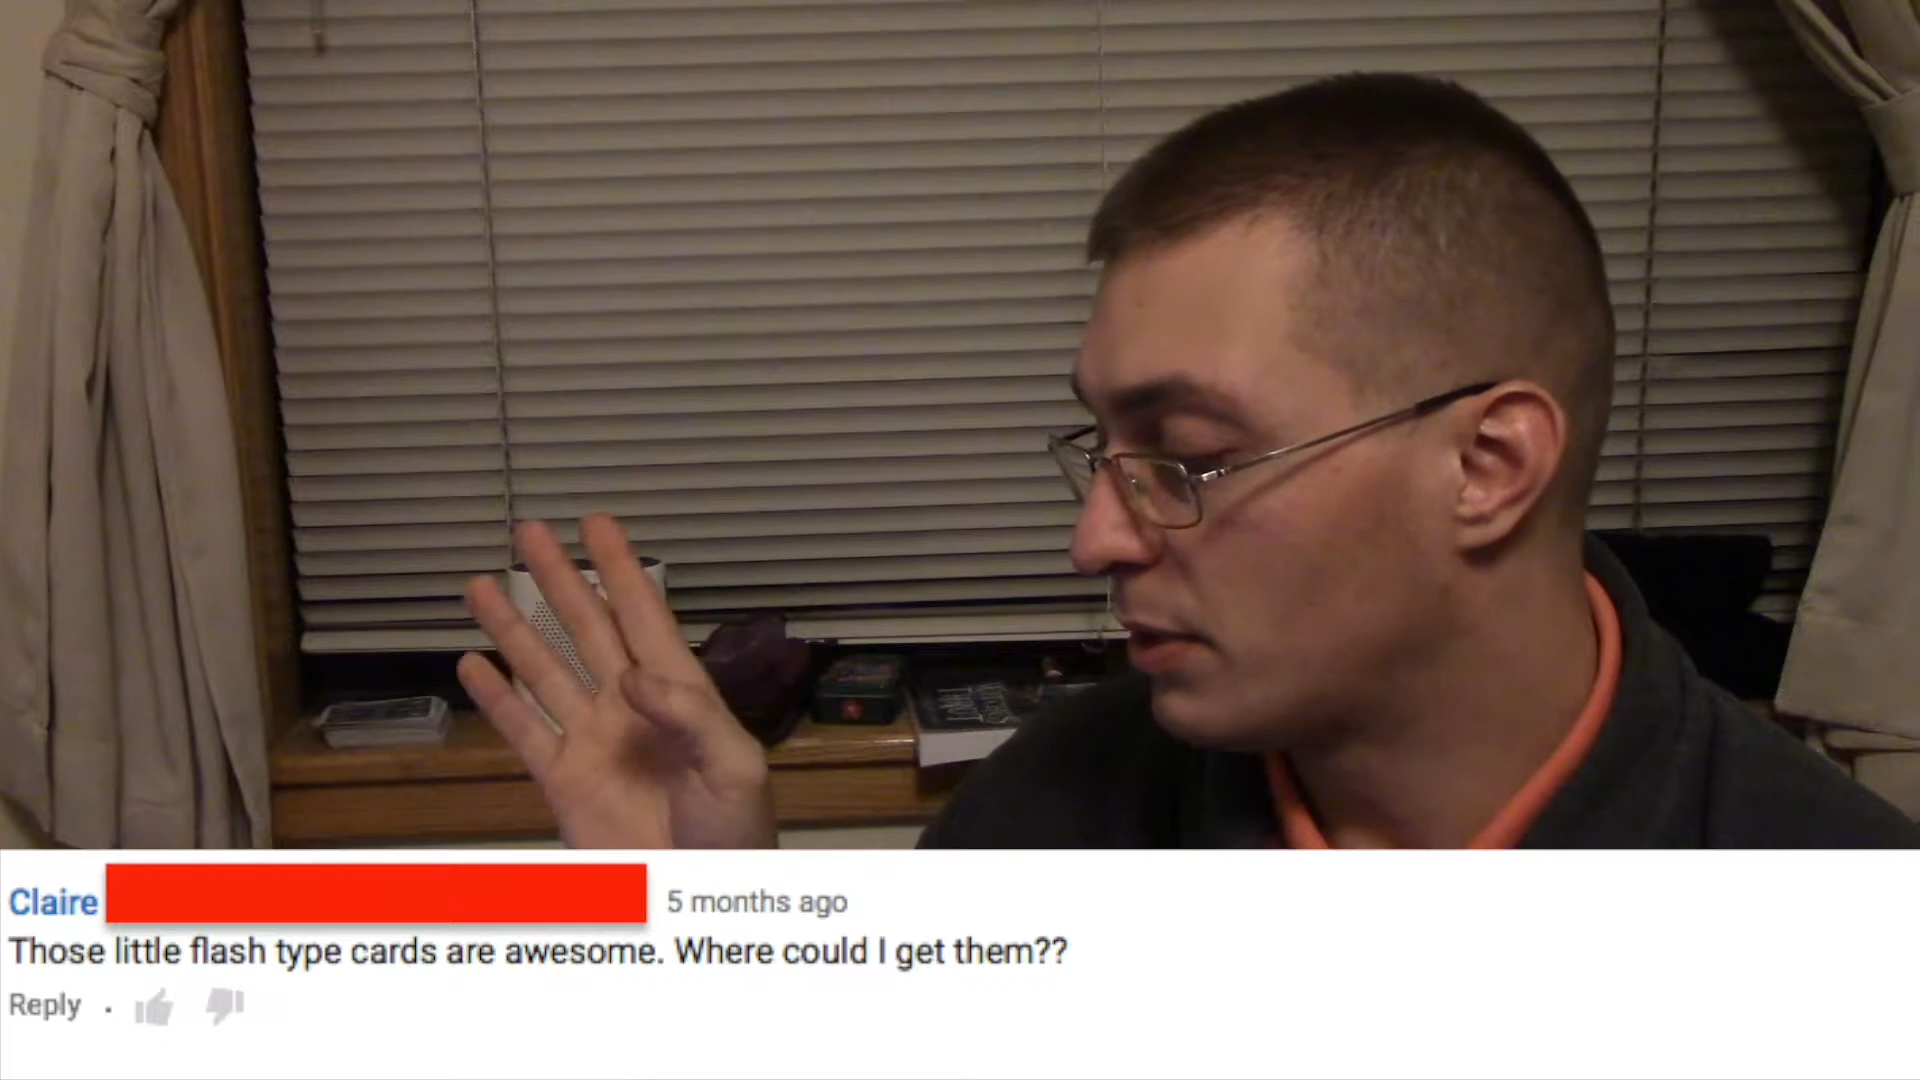 Claire 5 months ago
Those little flash type cards are awesome. Where could I get them??
Reply .